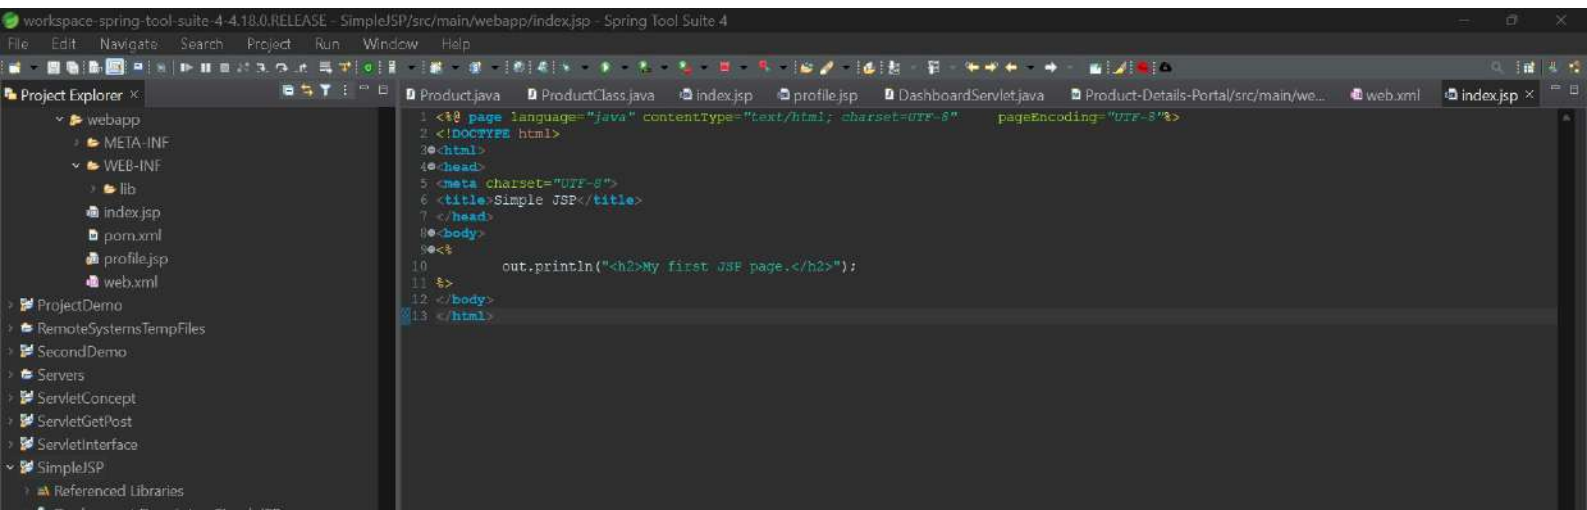 workspace-spring-tool-suite-4-4.18.0.RELEASE - SimpleJSP/src/main/webapp/index.jsp - Spring Tool Suite 4
File Edit Navigate Search Project Run Window Help
Project Explorer ×
webapp
META-INF
WEB-INF
lib
index.jsp
pom.xml
profile.jsp
web.xml
ProjectDemo
RemoteSystemsTempFiles
SecondDemo
Servers
ServletConcept
ServletGetPost
ServletInterface
SimpleJSP
Referenced Libraries
Product.java ProductClass.java index.jsp profile.jsp DashboardServlet.java Product-Details-Portal/src/main/we... web.xml index.jsp ×
1 <%@ page language="java" contentType="text/html; charset=UTF-8" pageEncoding="UTF-8"%>
2 <!DOCTYPE html>
3 <html>
4 <head>
5 <meta charset="UTF-8">
6 <title>Simple JSP</title>
7 </head>
8 <body>
9 <%
10 out.println("<h2>My first JSP page.</h2>");
11 %>
12 </body>
13 </html>